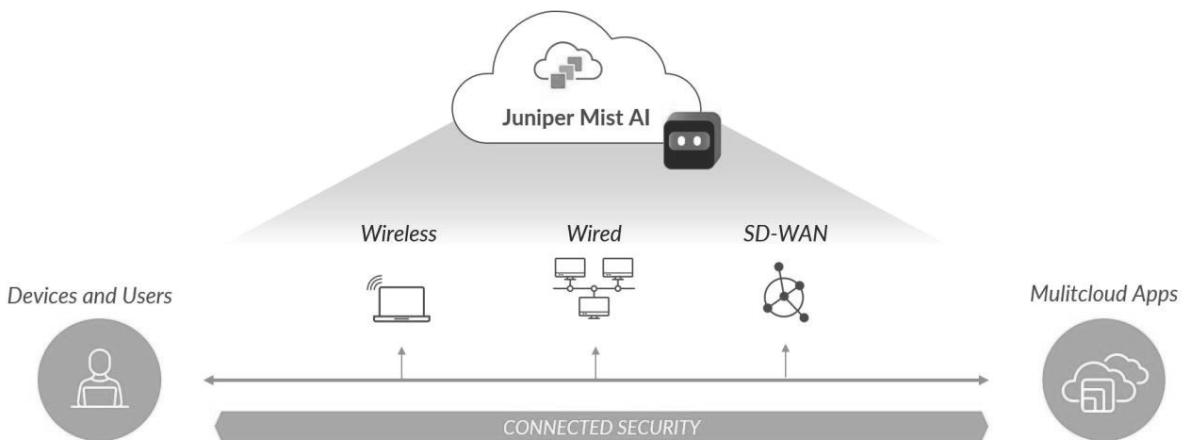 Juniper Mist AI
Wireless
Wired
SD-WAN
Devices and Users
Mulitcloud Apps
CONNECTED SECURITY